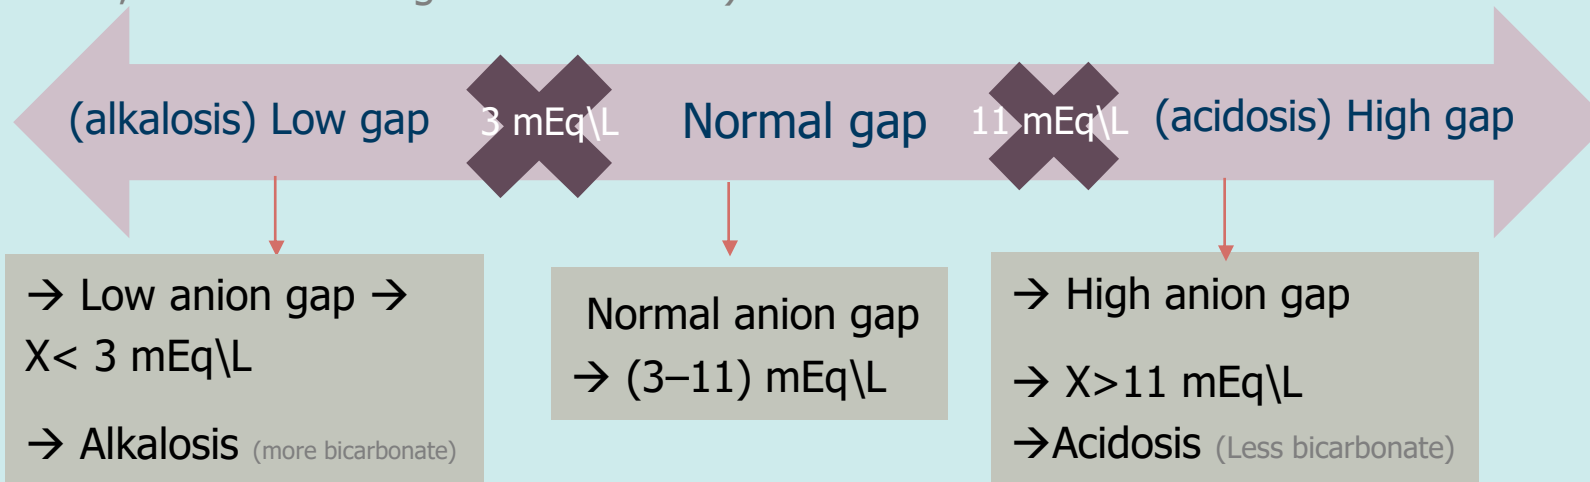 (alkalosis) Low gap
3 mEq\L
Normal gap
11 mEq\L
(acidosis) High gap
→ Low anion gap →
X< 3 mEq\L
→ Alkalosis (more bicarbonate)
Normal anion gap
→ (3–11) mEq\L
→ High anion gap
→ X>11 mEq\L
→Acidosis (Less bicarbonate)